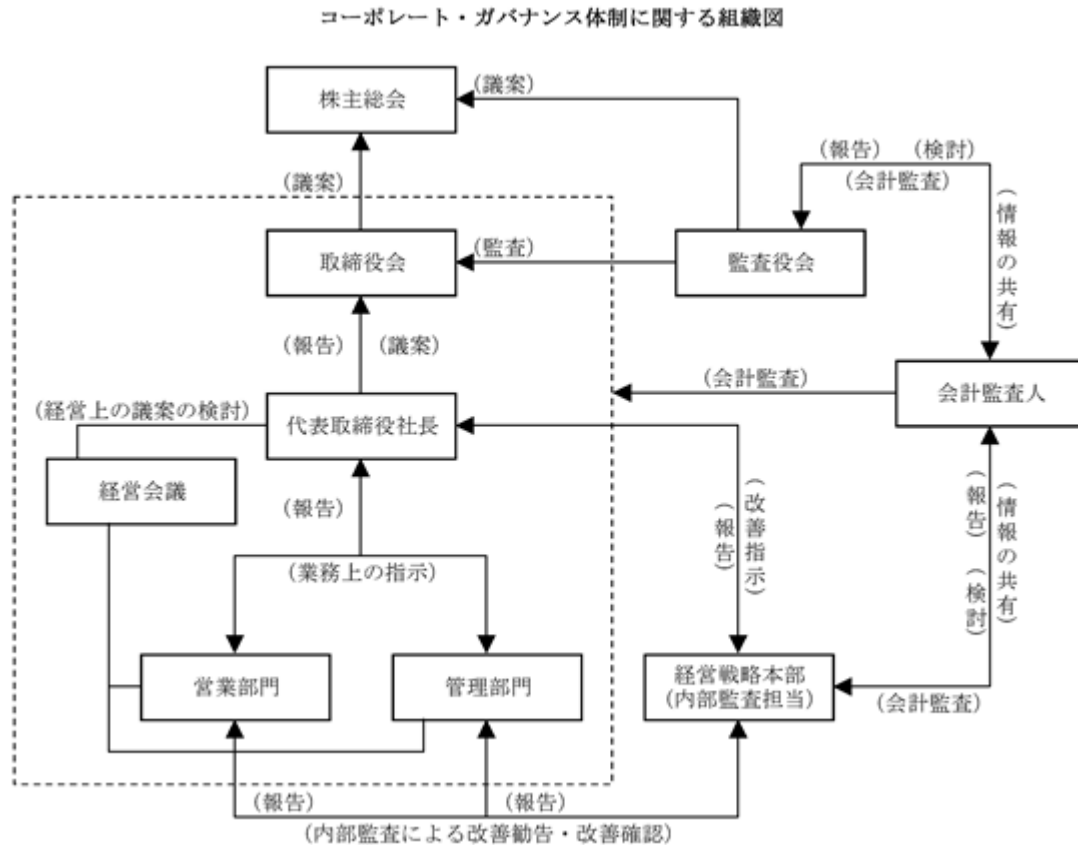 コーポレート・ガバナンス体制に関する組織図
株主総会
(議案)
(報告) (検討)
(会計監査)
(議案)
(情報の共有)
取締役会
(監査)
監査役会
(報告) (議案)
(会計監査)
会計監査人
(経営上の議案の検討)
代表取締役社長
経営会議
(報告)
(改善指示)
(報告)
(情報の共有)
(報告) (検討)
(業務上の指示)
営業部門
管理部門
経営戦略本部
(内部監査担当)
(会計監査)
(報告)
(報告)
(内部監査による改善勧告・改善確認)